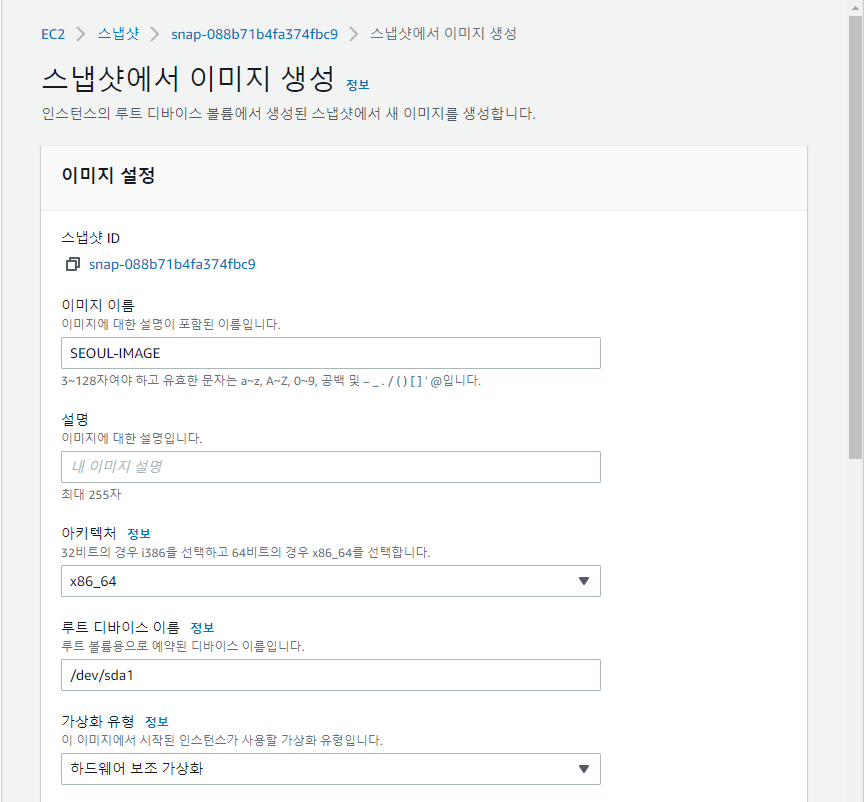 EC2 > 스냅샷 > snap-088b71b4fa374fbc9 > 스냅샷에서 이미지 생성
스냅샷에서 이미지 생성 정보
인스턴스의 루트 디바이스 볼륨에서 생성된 스냅샷에서 새 이미지를 생성합니다.
이미지 설정
스냅샷 ID
snap-088b71b4fa374fbc9
이미지 이름
이미지에 대한 설명이 포함된 이름입니다.
SEOUL-IMAGE
3~128자여야 하고 유효한 문자는 a~z, A~Z, 0~9, 공백 및 – _ . / ( ) [ ] ' @입니다.
설명
이미지에 대한 설명입니다.
내 이미지 설명
최대 255자
아키텍처 정보
32비트의 경우 i386을 선택하고 64비트의 경우 x86_64를 선택합니다.
x86_64
루트 디바이스 이름 정보
루트 볼륨용으로 예약된 디바이스 이름입니다.
/dev/sda1
가상화 유형 정보
이 이미지에서 시작된 인스턴스가 사용할 가상화 유형입니다.
하드웨어 보조 가상화